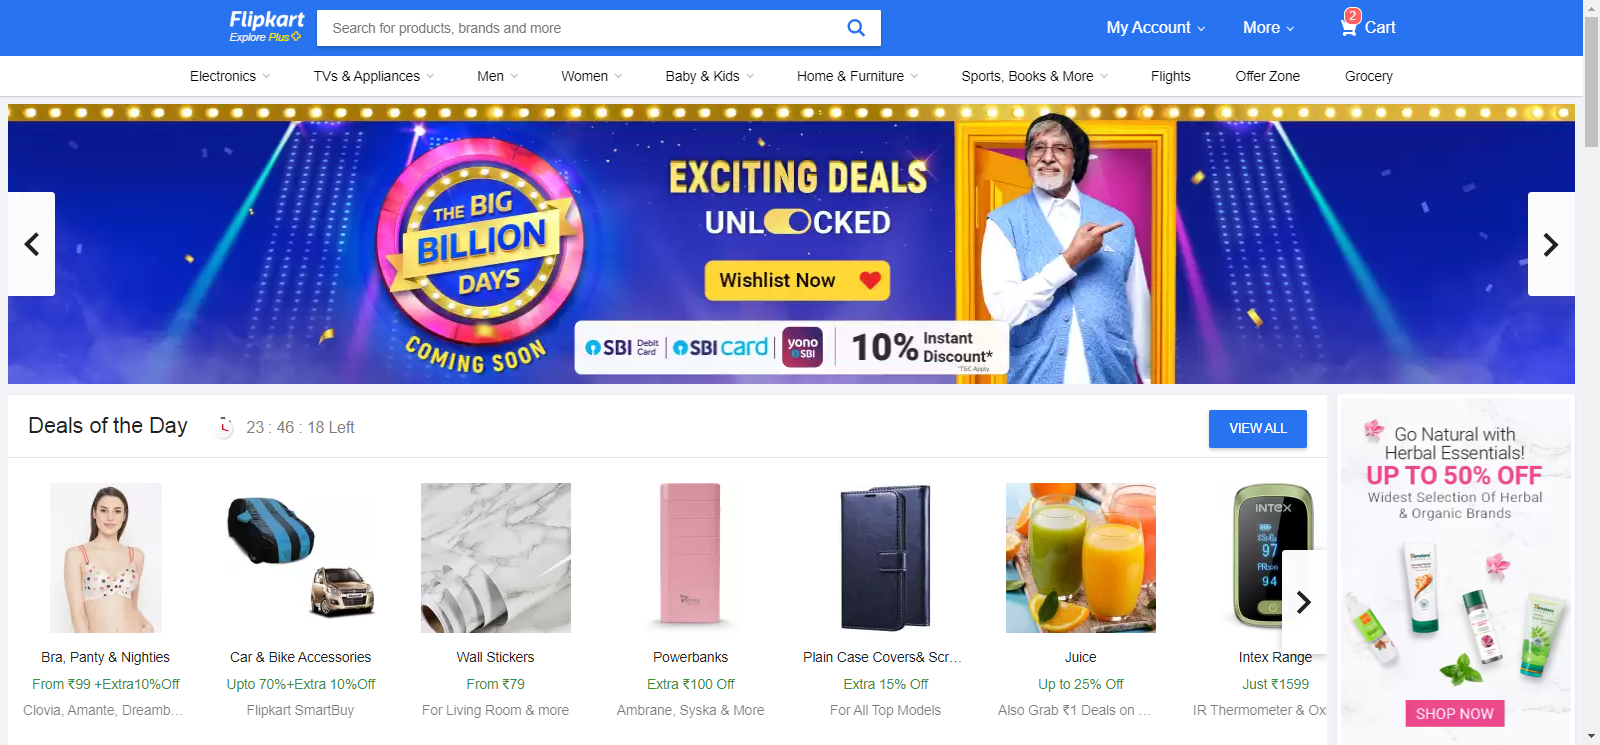 Flipkart
Explore Plus
Search for products, brands and more
My Account
More
2
Cart
Electronics
TVs & Appliances
Men
Women
Baby & Kids
Home & Furniture
Sports, Books & More
Flights
Offer Zone
Grocery
THE BIG
BILLION
DAYS
COMING SOON
EXCITING DEALS
UNLOCKED
Wishlist Now
SBI Debit Card
SBI card
yono
SBI
10% Instant Discount*
*T&C Apply
Deals of the Day
23 : 46 : 18 Left
VIEW ALL
INTEX
%SpO₂
97
PRbpm
94
Bra, Panty & Nighties
From ₹99 +Extra10%Off
Clovia, Amante, Dreamb…
Car & Bike Accessories
Upto 70%+Extra 10%Off
Flipkart SmartBuy
Wall Stickers
From ₹79
For Living Room & more
Powerbanks
Extra ₹100 Off
Ambrane, Syska & More
Plain Case Covers& Scr…
Extra 15% Off
For All Top Models
Juice
Up to 25% Off
Also Grab ₹1 Deals on …
Intex Range
Just ₹1599
IR Thermometer & Ox
Go Natural with
Herbal Essentials!
UP TO 50% OFF
Widest Selection Of Herbal
& Organic Brands
SHOP NOW